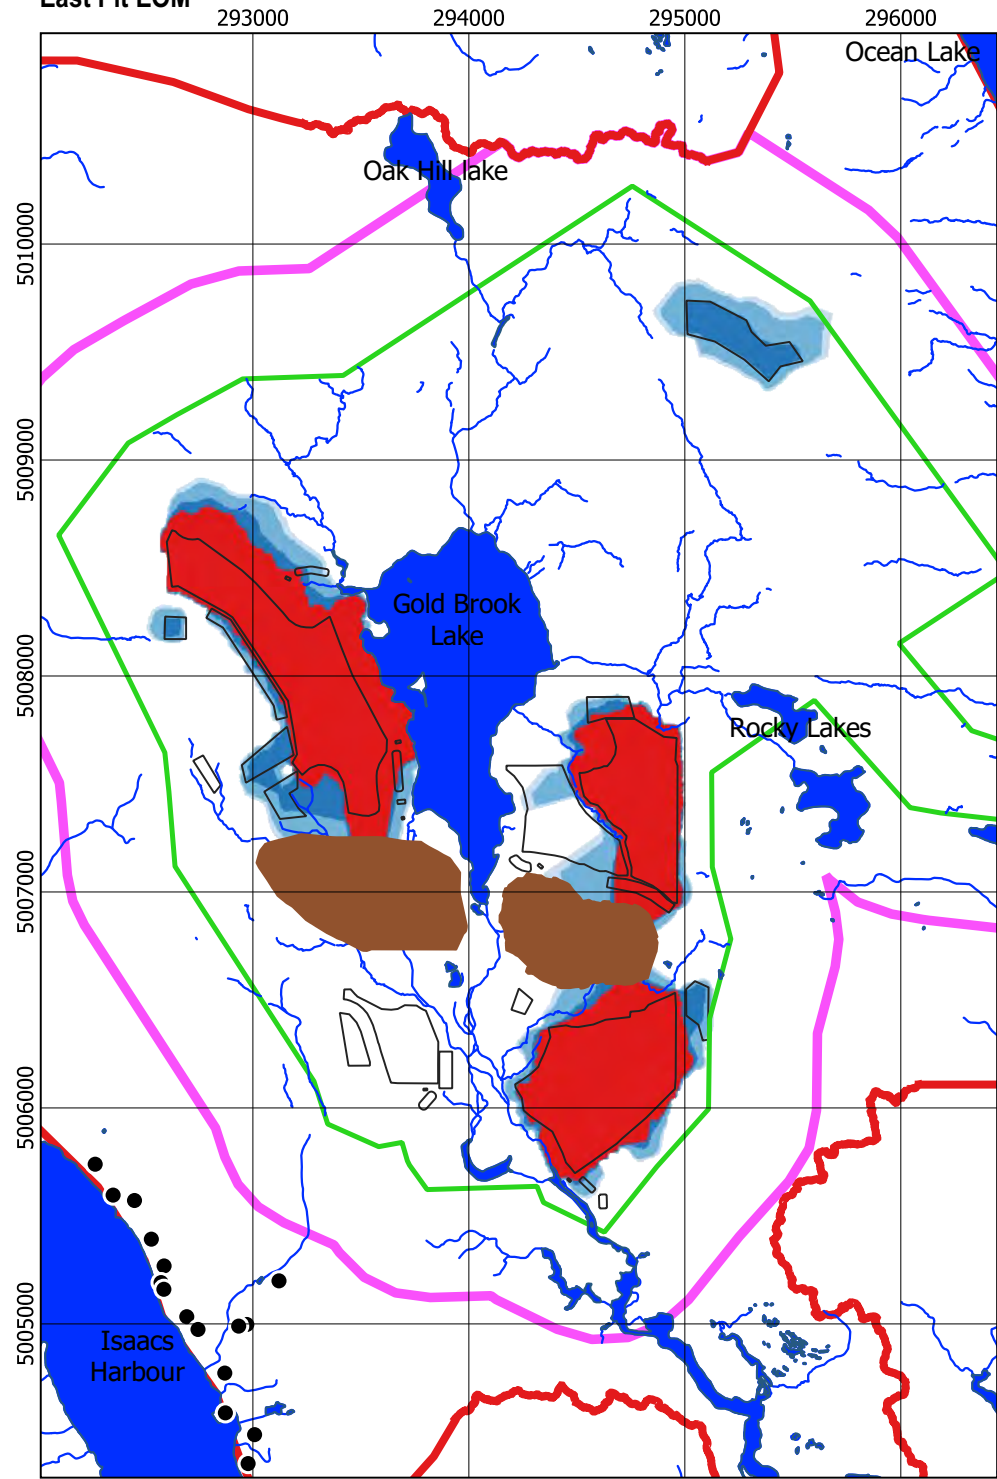 East Pit EOM
293000 294000 295000 296000
Ocean Lake
Oak Hill lake
5010000
5009000
Gold Brook
Lake
5008000
Rocky Lakes
5007000
5006000
5005000
Isaacs
Harbour